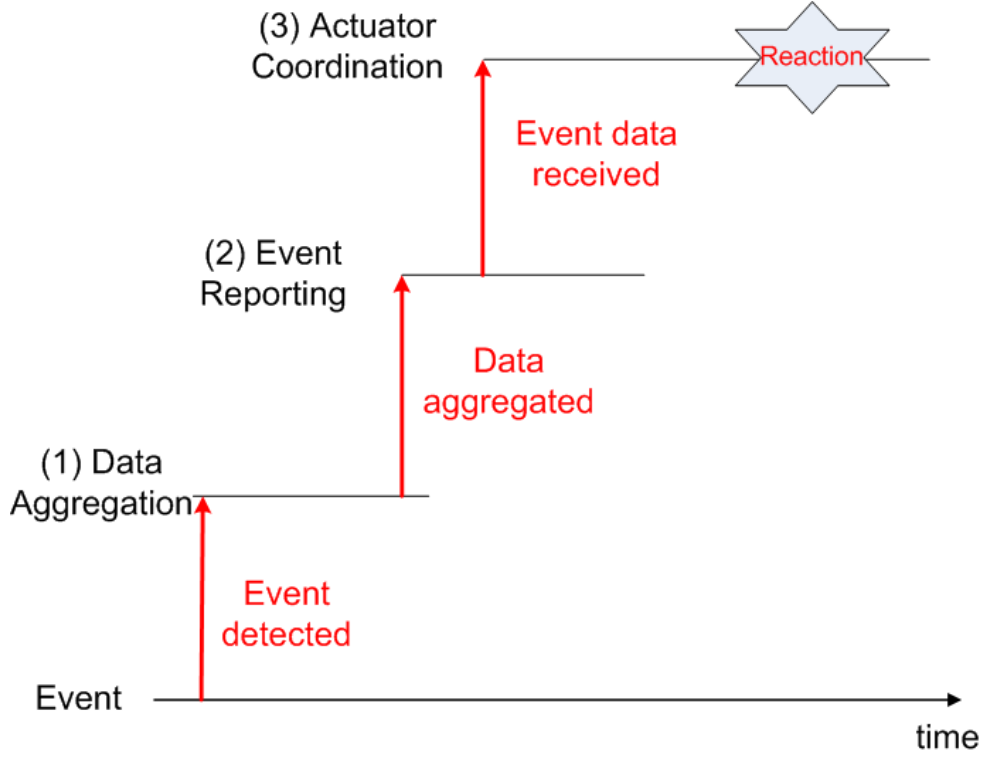 (3) Actuator
Coordination
Reaction
Event data
received
(2) Event
Reporting
Data
aggregated
(1) Data
Aggregation
Event
detected
Event
time